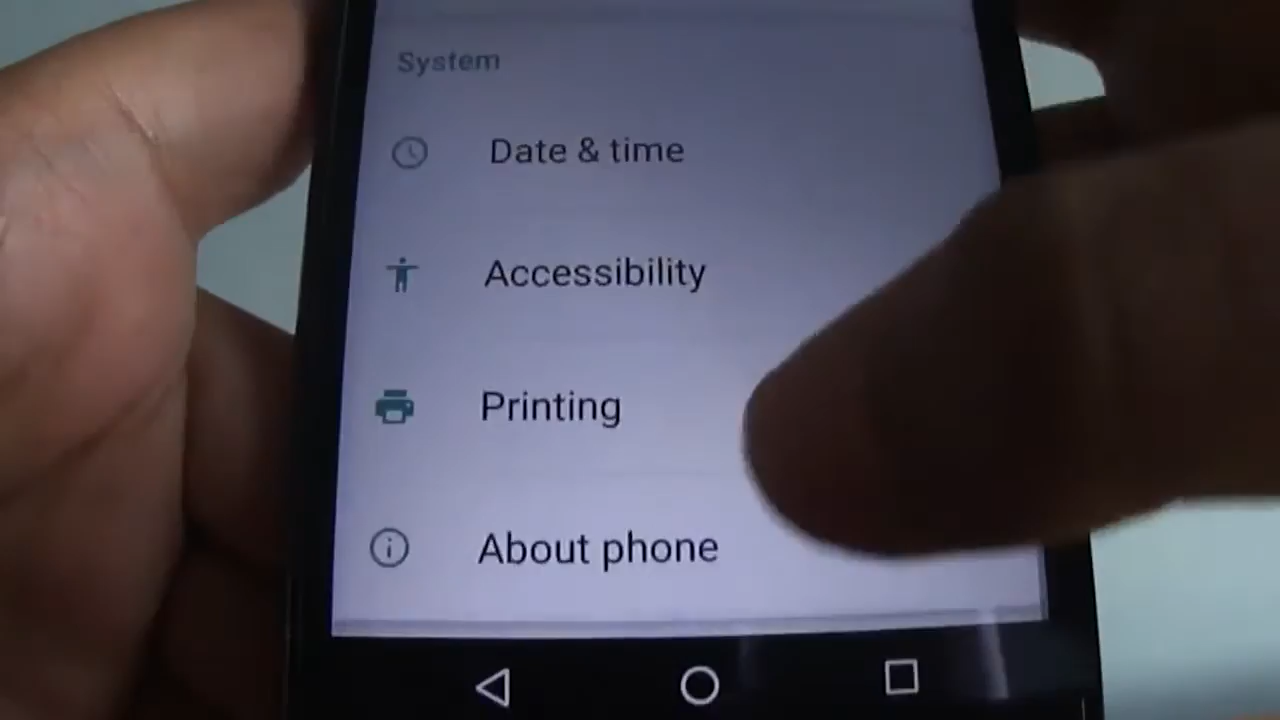 System
Date & time
Accessibility
Printing
About phone